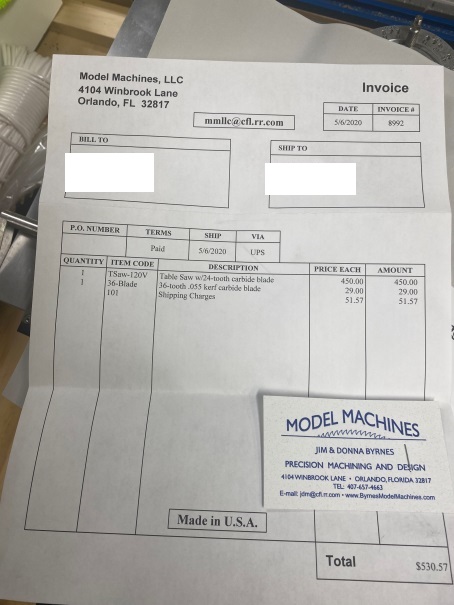 Model Machines, LLC
4104 Winbrook Lane
Orlando, FL 32817
Invoice
DATE INVOICE #
5/6/2020 8992
mmllc@cfl.rr.com
BILL TO
SHIP TO
P.O. NUMBER TERMS SHIP VIA
Paid 5/6/2020 UPS
QUANTITY ITEM CODE DESCRIPTION PRICE EACH AMOUNT
1 TSaw-120V Table Saw w/24-tooth carbide blade 450.00 450.00
1 36-Blade 36-tooth .055 kerf carbide blade 29.00 29.00
101 Shipping Charges 51.57 51.57
MODEL MACHINES
JIM & DONNA BYRNES
PRECISION MACHINING AND DESIGN
4104 WINBROOK LANE • ORLANDO, FLORIDA 32817
TEL: 407-657-4663
E-mail: jdm@cfl.rr.com • www.ByrnesModelMachines.com
Made in U.S.A.
Total $530.57